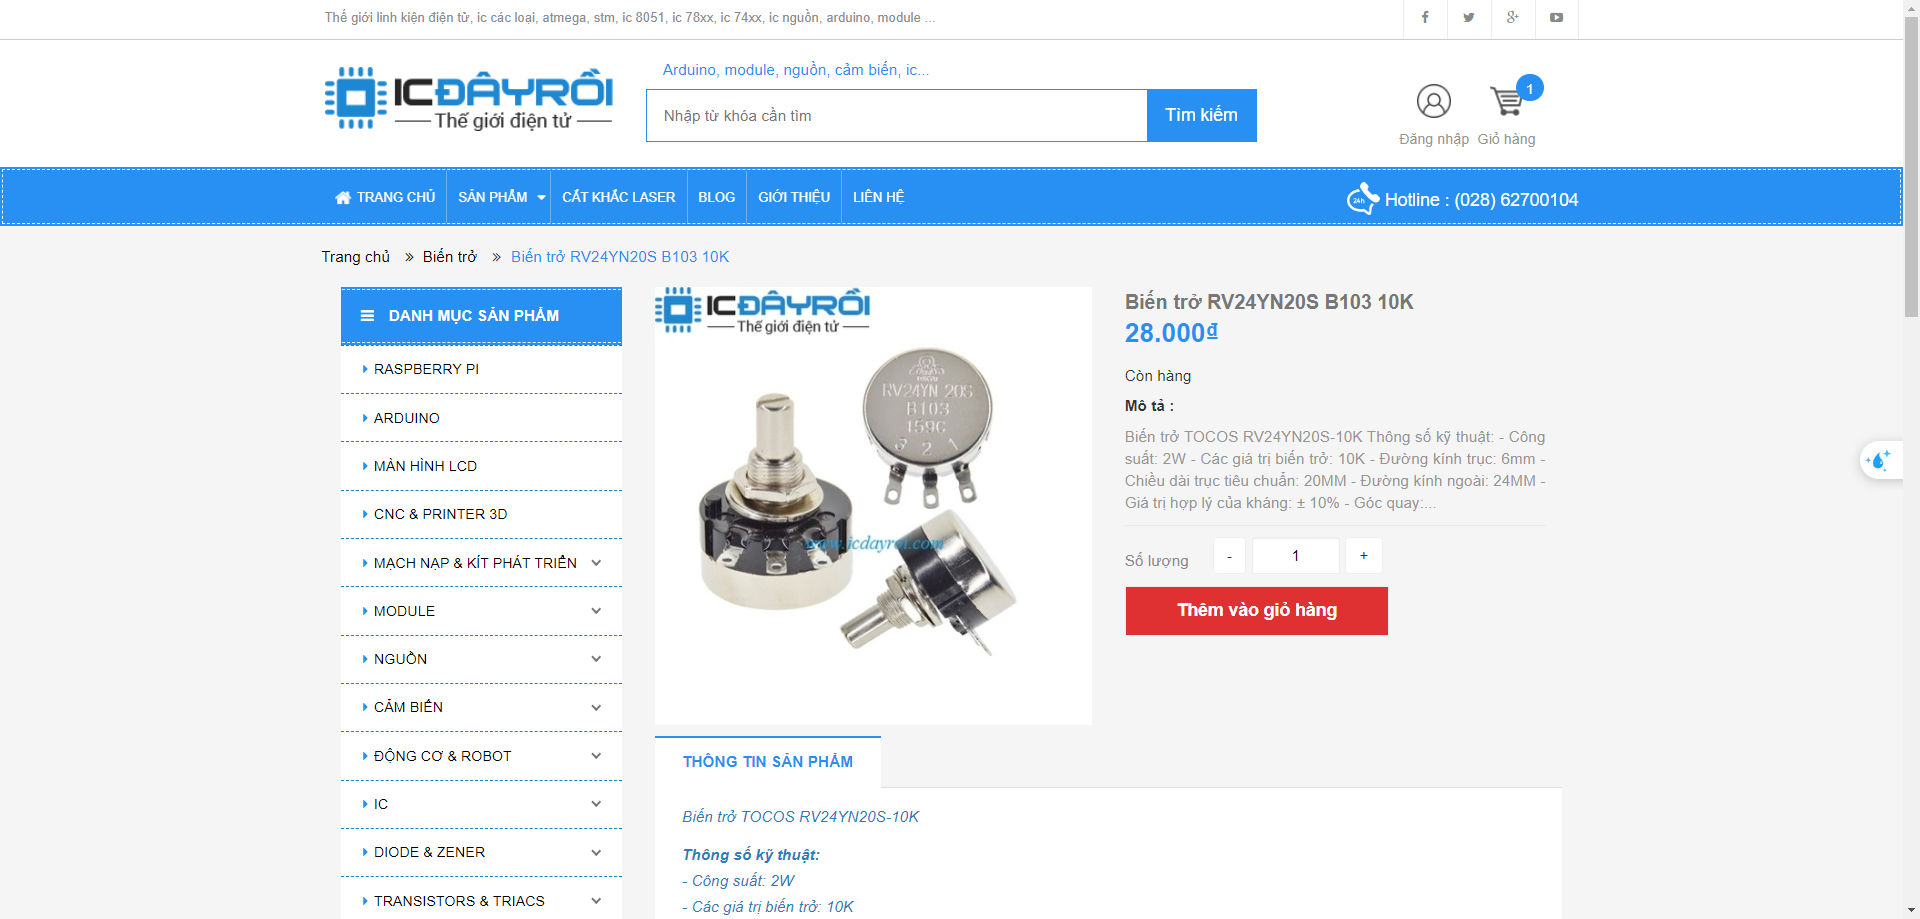 Thế giới linh kiện điện tử, ic các loại, atmega, stm, ic 8051, ic 78xx, ic 74xx, ic nguồn, arduino, module ...
ICĐÂYRỒI
Thế giới điện tử
Arduino, module, nguồn, cảm biến, ic...
Nhập từ khóa cần tìm
Tìm kiếm
1
Đăng nhập
Giỏ hàng
TRANG CHỦ
SẢN PHẨM
CẮT KHẮC LASER
BLOG
GIỚI THIỆU
LIÊN HỆ
24h
Hotline : (028) 62700104
Trang chủ » Biến trở » Biến trở RV24YN20S B103 10K
DANH MỤC SẢN PHẨM
RASPBERRY PI
ARDUINO
MÀN HÌNH LCD
CNC & PRINTER 3D
MẠCH NẠP & KÍT PHÁT TRIỂN
MODULE
NGUỒN
CẢM BIẾN
ĐỘNG CƠ & ROBOT
IC
DIODE & ZENER
TRANSISTORS & TRIACS
ICĐÂYRỒI
Thế giới điện tử
RV24YN 20S
B103
159C
3 2 1
www.icdayroi.com
Biến trở RV24YN20S B103 10K
28.000₫
Còn hàng
Mô tả :
Biến trở TOCOS RV24YN20S-10K Thông số kỹ thuật: - Công
suất: 2W - Các giá trị biến trở: 10K - Đường kính trục: 6mm -
Chiều dài trục tiêu chuẩn: 20MM - Đường kính ngoài: 24MM -
Giá trị hợp lý của kháng: ± 10% - Góc quay:...
Số lượng
-
1
+
Thêm vào giỏ hàng
THÔNG TIN SẢN PHẨM
Biến trở TOCOS RV24YN20S-10K
Thông số kỹ thuật:
- Công suất: 2W
- Các giá trị biến trở: 10K